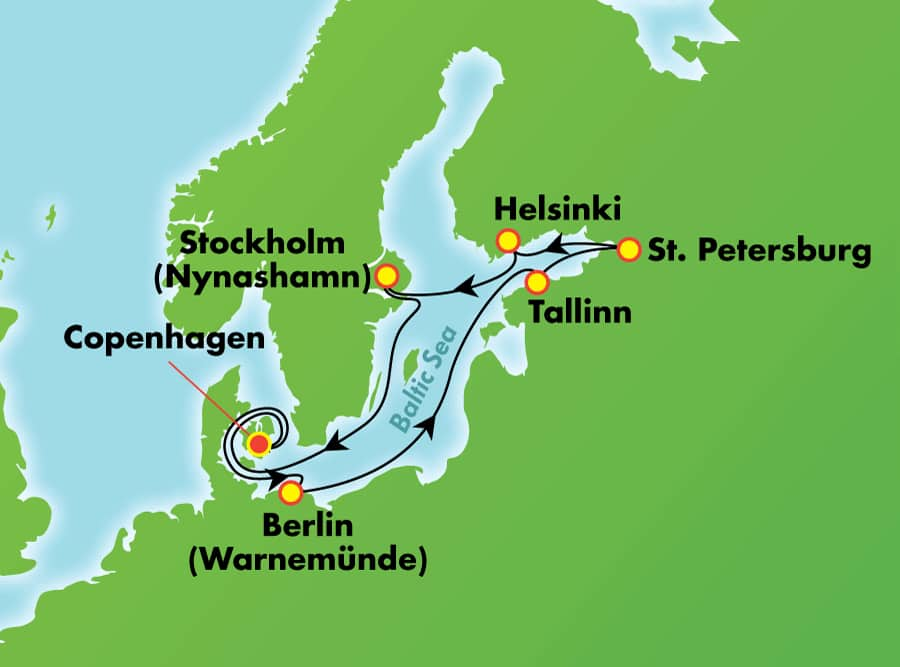 Helsinki
Stockholm
(Nynashamn)
St. Petersburg
Tallinn
Copenhagen
Baltic Sea
Berlin
(Warnemünde)